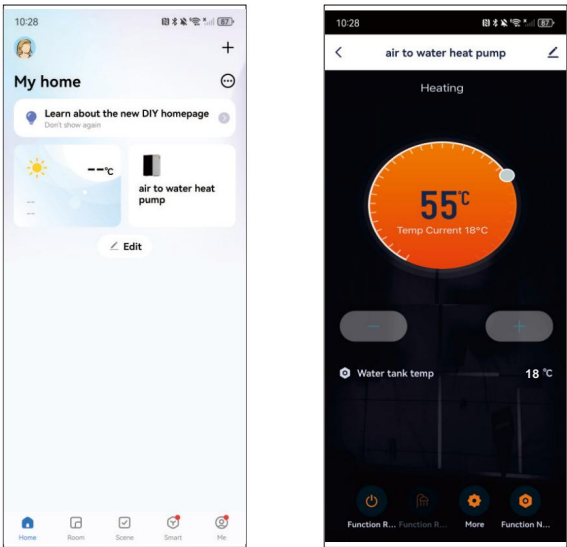 10:28
87
My home
Learn about the new DIY homepage
Don't show again
--°C
--
--
air to water heat
pump
Edit
Home
Room
Scene
Smart
Me
10:28
87
air to water heat pump
Heating
55°C
Temp Current 18°C
Water tank temp
18 °C
Function R...
Function R...
More
Function N...